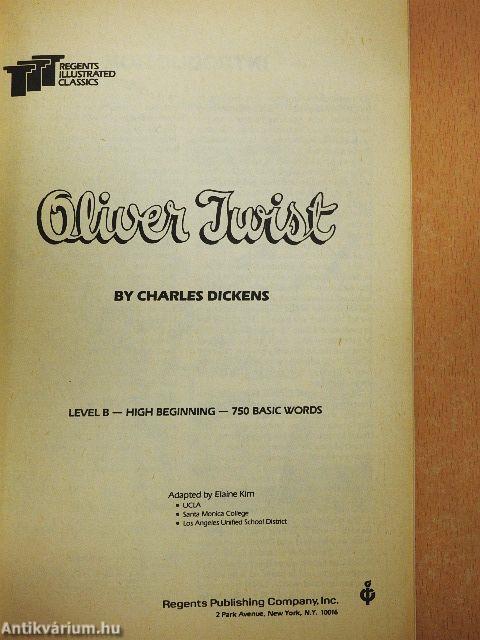 REGENTS
ILLUSTRATED
CLASSICS
Oliver Twist
BY CHARLES DICKENS
LEVEL B — HIGH BEGINNING — 750 BASIC WORDS
Adapted by Elaine Kirn
• UCLA
• Santa Monica College
• Los Angeles Unified School District
Regents Publishing Company, Inc.
2 Park Avenue, New York, N.Y. 10016
Antikvárium.hu